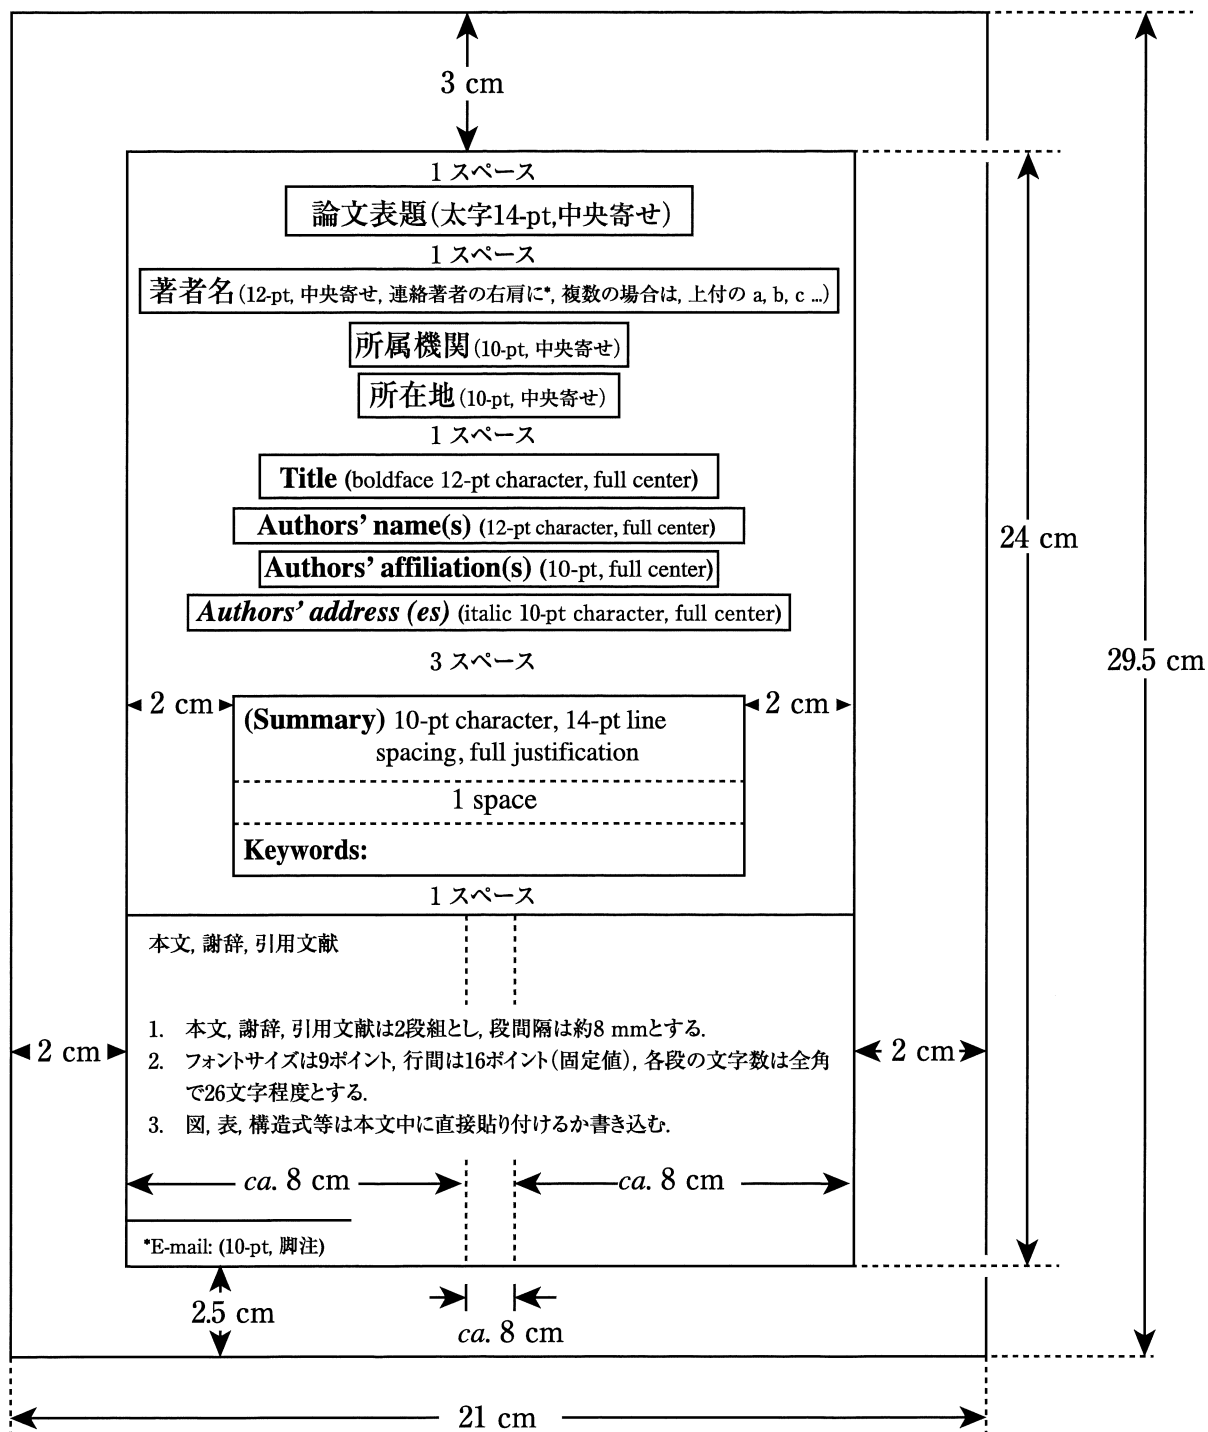 3 cm
1 スペース
論文表題(太字14-pt,中央寄せ)
1 スペース
著者名(12-pt, 中央寄せ, 連絡著者の右肩に*, 複数の場合は, 上付の a, b, c ...)
所属機関(10-pt, 中央寄せ)
所在地(10-pt, 中央寄せ)
1 スペース
Title (boldface 12-pt character, full center)
Authors' name(s) (12-pt character, full center)
24 cm
Authors' affiliation(s) (10-pt, full center)
Authors' address (es) (italic 10-pt character, full center)
3 スペース
29.5 cm
2 cm
2 cm
(Summary) 10-pt character, 14-pt line
spacing, full justification
1 space
Keywords:
1 スペース
本文, 謝辞, 引用文献
1. 本文, 謝辞, 引用文献は2段組とし, 段間隔は約8 mmとする.
2 cm
2 cm
2. フォントサイズは9ポイント, 行間は16ポイント(固定値), 各段の文字数は全角
で26文字程度とする.
3. 図, 表, 構造式等は本文中に直接貼り付けるか書き込む.
ca. 8 cm
ca. 8 cm
*E-mail: (10-pt, 脚注)
2.5 cm
ca. 8 cm
21 cm